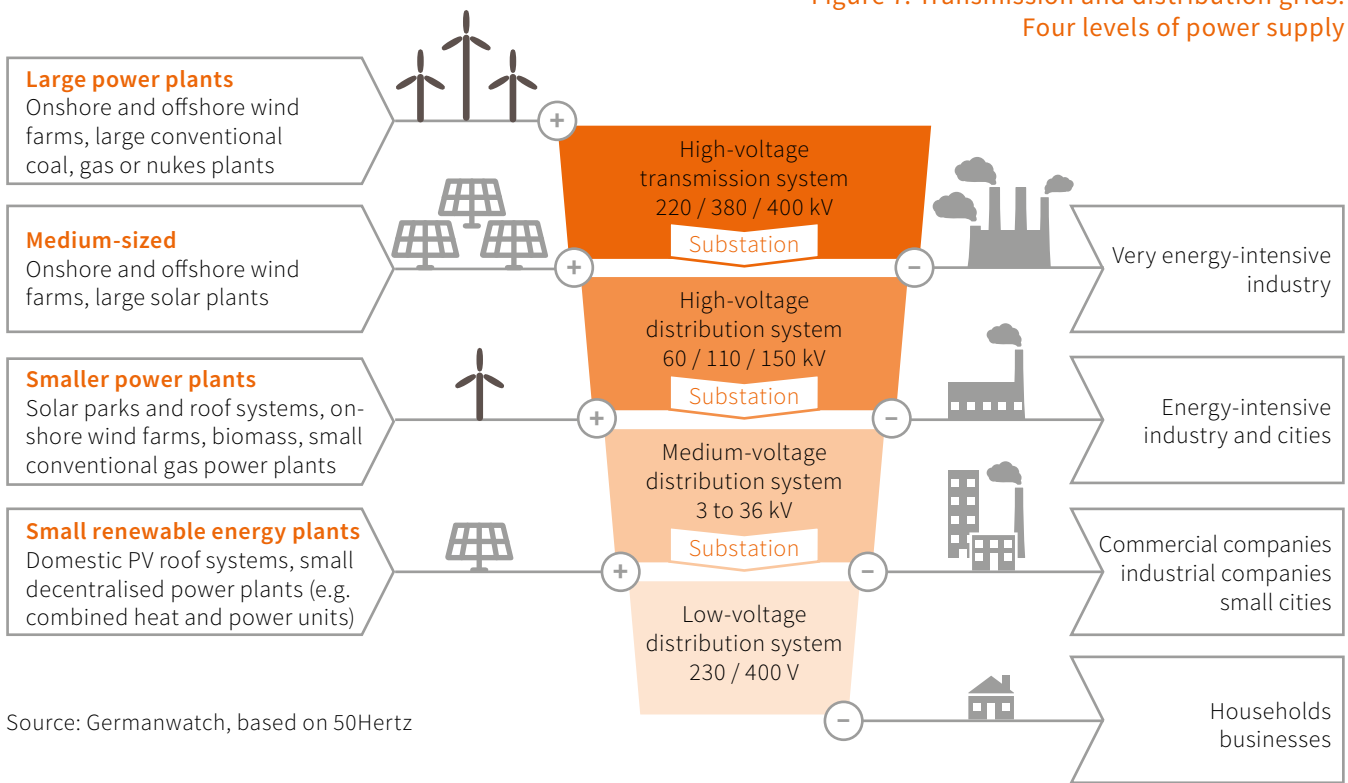 Figure 7: Transmission and distribution grids.
Four levels of power supply
Large power plants
Onshore and offshore wind
farms, large conventional
coal, gas or nukes plants
Medium-sized
Onshore and offshore wind
farms, large solar plants
Smaller power plants
Solar parks and roof systems, on-
shore wind farms, biomass, small
conventional gas power plants
Small renewable energy plants
Domestic PV roof systems, small
decentralised power plants (e.g.
combined heat and power units)
+
+
+
+
High-voltage
transmission system
220 / 380 / 400 kV
Substation
High-voltage
distribution system
60 / 110 / 150 kV
Substation
Medium-voltage
distribution system
3 to 36 kV
Substation
Low-voltage
distribution system
230 / 400 V
−
−
−
−
Very energy-intensive
industry
Energy-intensive
industry and cities
Commercial companies
industrial companies
small cities
Households
businesses
Source: Germanwatch, based on 50Hertz